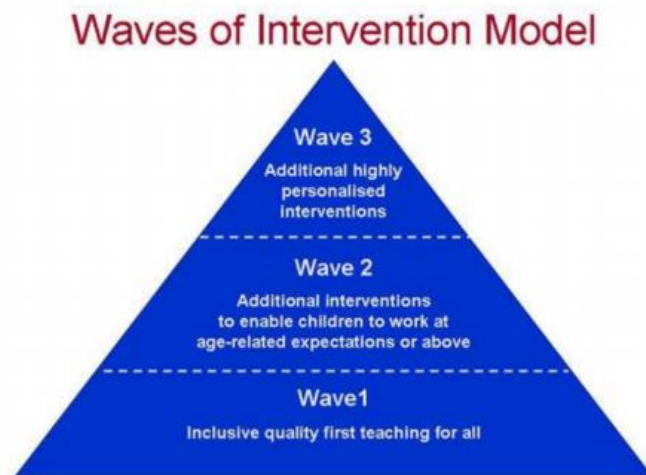 Waves of Intervention Model
Wave 3
Additional highly
personalised
interventions
Wave 2
Additional interventions
to enable children to work at
age-related expectations or above
Wave1
Inclusive quality first teaching for all